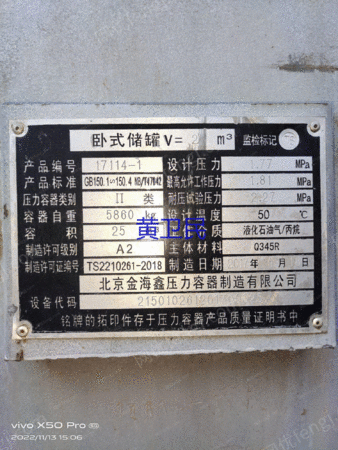 卧式储罐 V= 2 m³ 监检标记
产品编号 17114-1 设计压力 1.77 MPa
产品标准 GB150.1~150.4 NB/T47042 最高允许工作压力 1.81 MPa
压力容器类别 II 类 耐压试验压力 MPa
容器自重 5860 kg 设计温度 50 ℃
容积 25 液化石油气/丙烷
制造许可级别 A2 主体材料 Q345R
制造许可证编号 TS2210261-2018 制造日期 年 月 日
北京金海鑫压力容器制造有限公司
设备代码
铭牌的拓印件存于压力容器产品质量证明书中
黄卫民
vivo X50 Pro
2022/11/13 15:06